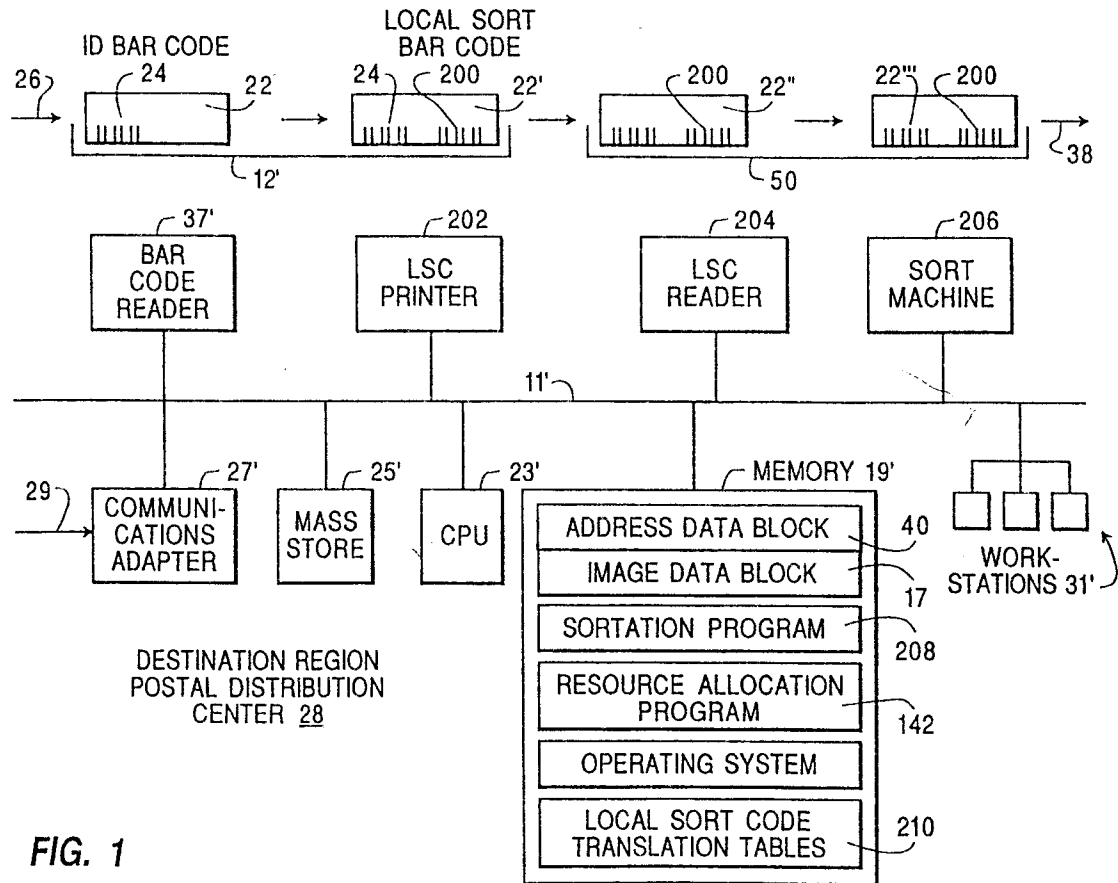 LOCAL SORT
ID BAR CODE
BAR CODE
26
24
22
24
200
22'
200
22"
22'''
200
12'
50
38
37'
202
204
206
BAR
CODE
READER
LSC
PRINTER
LSC
READER
SORT
MACHINE
11'
27'
25'
23'
MEMORY 19'
29
COMMUNI-
CATIONS
ADAPTER
MASS
STORE
CPU
ADDRESS DATA BLOCK
40
IMAGE DATA BLOCK
17
WORK-
STATIONS 31'
SORTATION PROGRAM
208
DESTINATION REGION
POSTAL DISTRIBUTION
CENTER 28
RESOURCE ALLOCATION
PROGRAM
142
OPERATING SYSTEM
LOCAL SORT CODE
TRANSLATION TABLES
210
FIG. 1